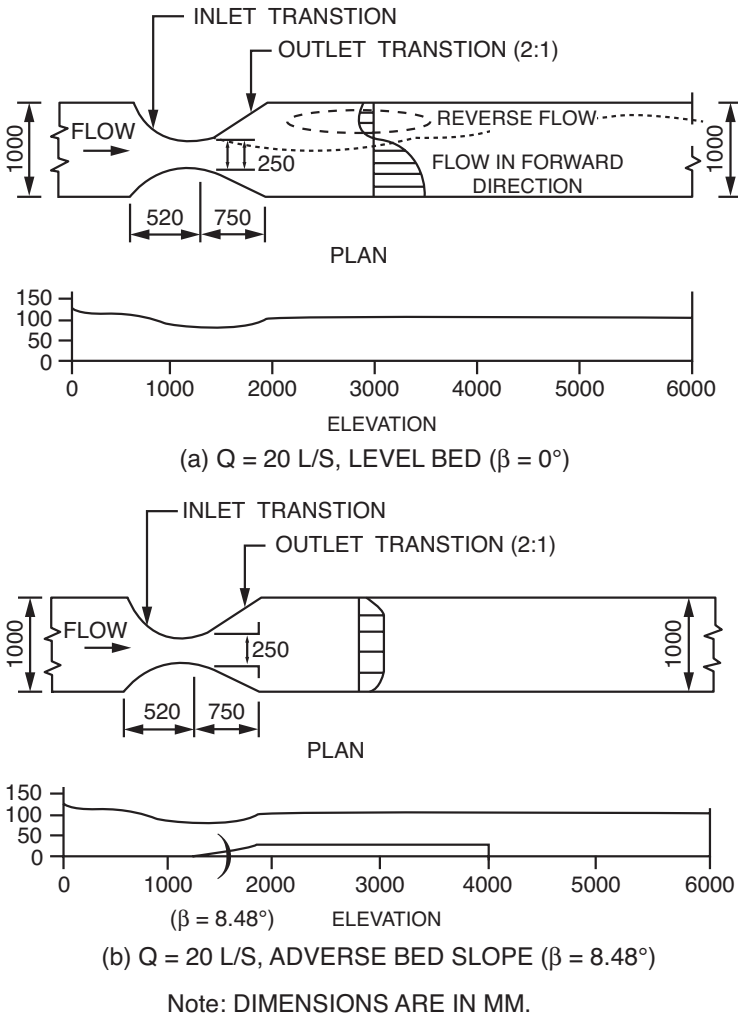 INLET TRANSTION
OUTLET TRANSTION (2:1)
1000
FLOW
250
REVERSE FLOW
FLOW IN FORWARD
DIRECTION
1000
520
750
PLAN
150
100
50
0
0 1000 2000 3000 4000 5000 6000
ELEVATION
(a) Q = 20 L/S, LEVEL BED (β = 0°)
INLET TRANSTION
OUTLET TRANSTION (2:1)
1000
FLOW
250
1000
520
750
PLAN
150
100
50
0
0 1000 2000 3000 4000 5000 6000
(β = 8.48°) ELEVATION
(b) Q = 20 L/S, ADVERSE BED SLOPE (β = 8.48°)
Note: DIMENSIONS ARE IN MM.